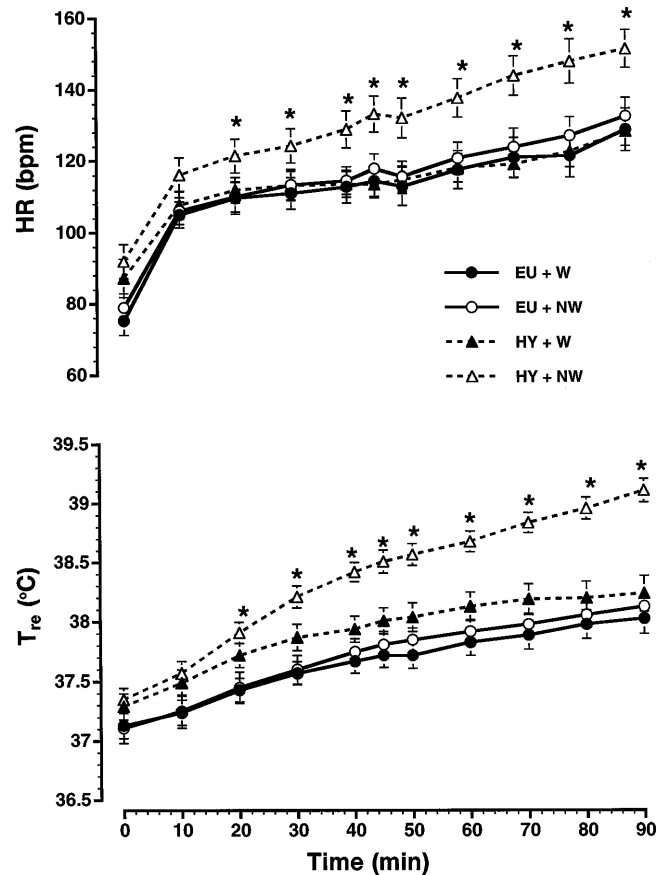 160
* * * * * * * * * *
140
120
HR (bpm)
100
EU + W
80
EU + NW
HY + W
60
HY + NW
39.5
* * * * * * * * * *
39
38.5
Tre (°C)
38
37.5
37
36.5
0 10 20 30 40 50 60 70 80 90
Time (min)